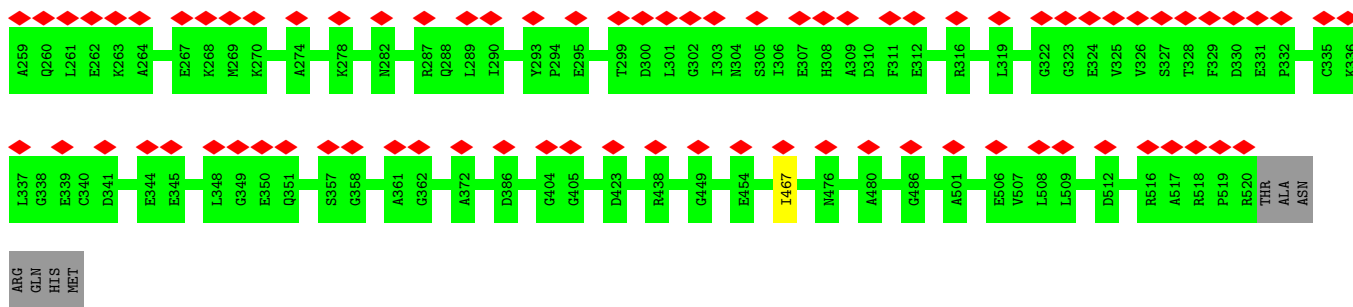 A259 Q260 L261 E262 K263 A264 E267 K268 M269 K270 A274 K278 N282 R287 Q288 L289 I290 Y293 P294 E295 T299 D300 L301 G302 I303 N304 S305 I306 E307 H308 A309 D310 F311 E312 R316 L319 G322 G323 E324 V325 V326 S327 T328 F329 D330 E331 P332 C335 K336
L337 G338 E339 C340 D341 E344 E345 L348 G349 E350 Q351 S357 G358 A361 G362 A372 D386 G404 G405 D423 R438 G449 E454 I467 N476 A480 G486 A501 E506 V507 L508 L509 D512 R516 A517 R518 P519 R520 THR ALA ASN
ARG GLN HIS MET